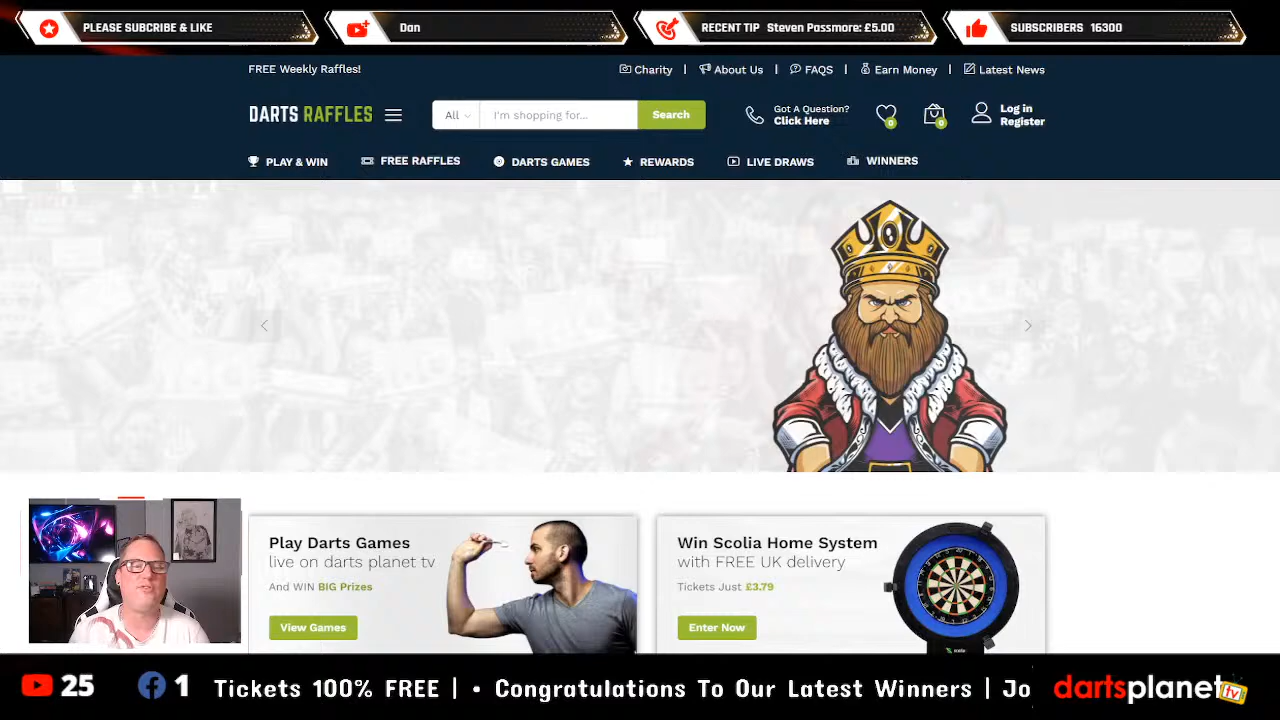 PLEASE SUBCRIBE & LIKE
Dan
RECENT TIP Steven Passmore: £5.00
SUBSCRIBERS 16300
FREE Weekly Raffles!
Charity | About Us | FAQS | Earn Money | Latest News
DARTS RAFFLES
All
I'm shopping for...
Search
Got A Question?
Click Here
0
0
Log in
Register
PLAY & WIN
FREE RAFFLES
DARTS GAMES
REWARDS
LIVE DRAWS
WINNERS
Play Darts Games
live on darts planet tv
And WIN BIG Prizes
View Games
Win Scolia Home System
with FREE UK delivery
Tickets Just £3.79
Enter Now
25
1
Tickets 100% FREE | • Congratulations To Our Latest Winners | Jo
dartsplanet tv